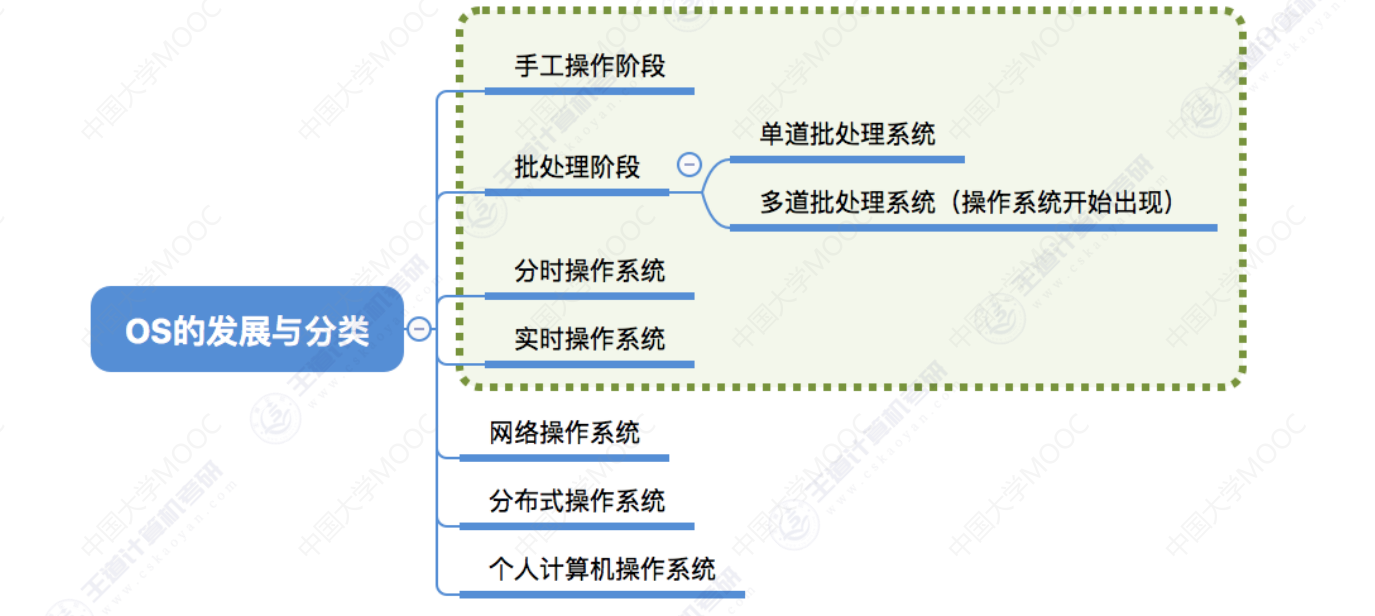 手工操作阶段
单道批处理系统
批处理阶段
多道批处理系统（操作系统开始出现）
分时操作系统
OS的发展与分类
实时操作系统
网络操作系统
分布式操作系统
个人计算机操作系统
中国大学MOOC
王道计算机考研
www.cskaoyan.com